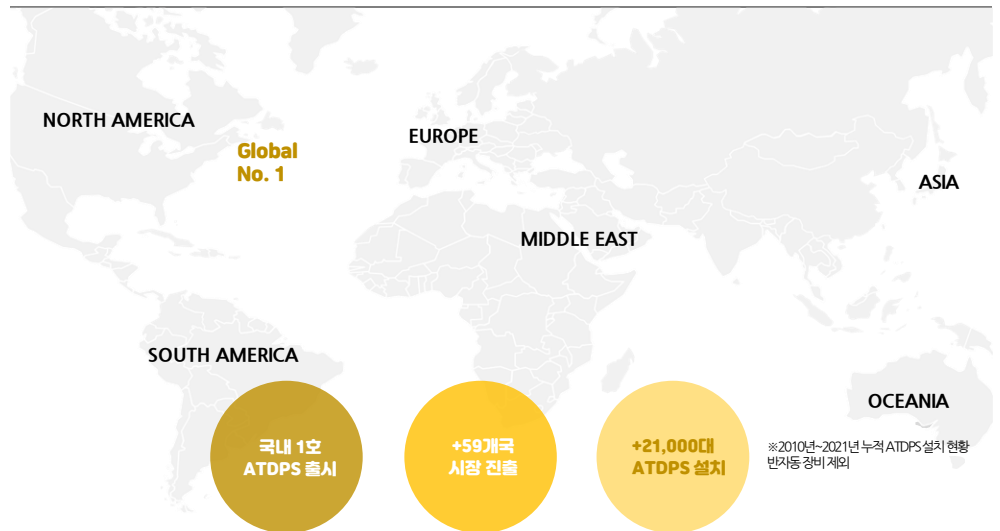 NORTH AMERICA
Global
No. 1
EUROPE
ASIA
MIDDLE EAST
SOUTH AMERICA
OCEANIA
국내 1호
ATDPS 출시
+59개국
시장 진출
+21,000대
ATDPS 설치
※2010년~2021년 누적 ATDPS 설치 현황
반자동 장비 제외